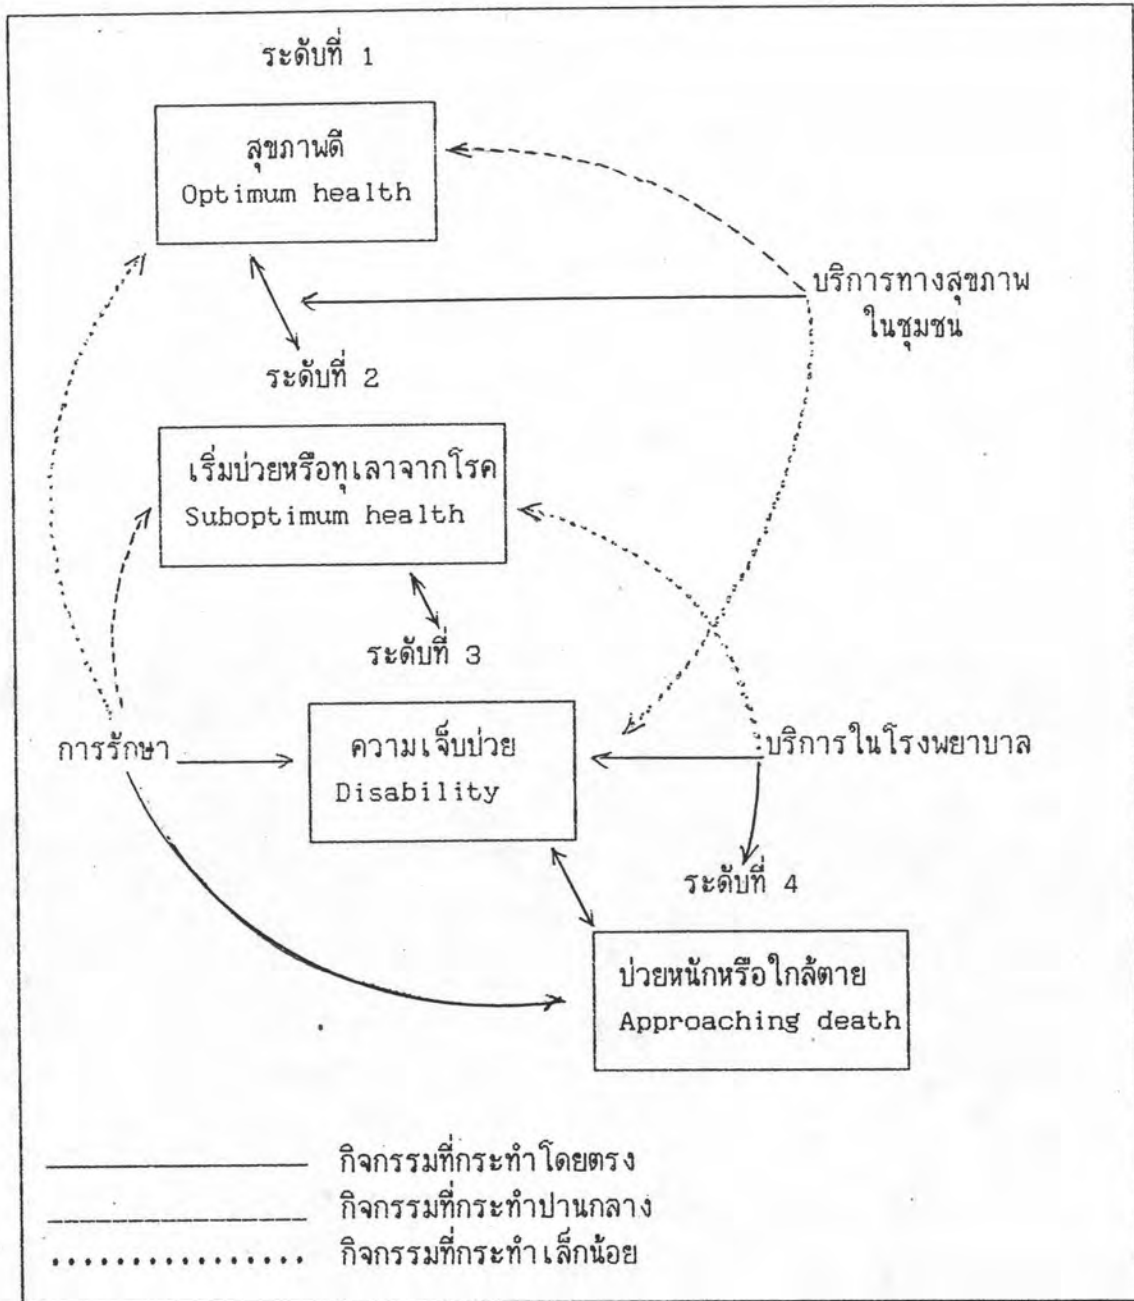 ระดับที่ 1
สุขภาพดี
Optimum health
บริการทางสุขภาพ
ในชุมชน
ระดับที่ 2
เริ่มป่วยหรือทุเลาจากโรค
Suboptimum health
ระดับที่ 3
การรักษา
ความเจ็บป่วย
Disability
บริการในโรงพยาบาล
ระดับที่ 4
ป่วยหนักหรือใกล้ตาย
Approaching death
กิจกรรมที่กระทำโดยตรง
กิจกรรมที่กระทำปานกลาง
กิจกรรมที่กระทำเล็กน้อย